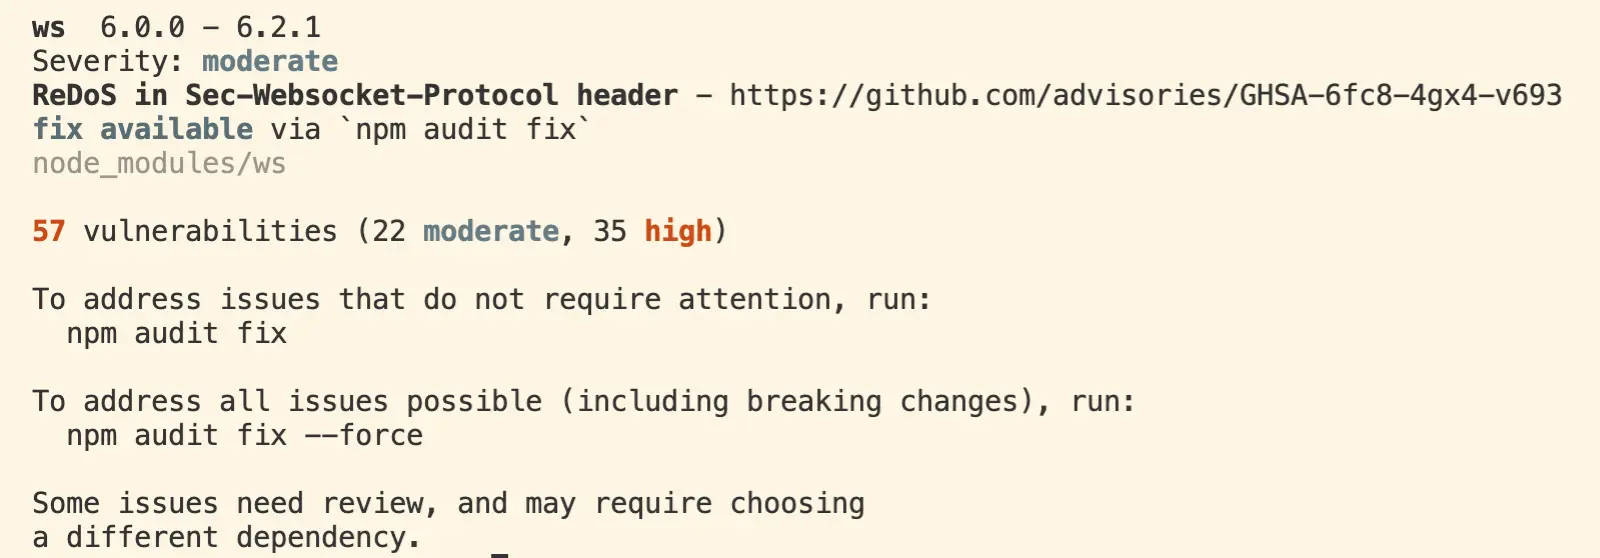 ws  6.0.0 - 6.2.1
Severity: moderate
ReDoS in Sec-Websocket-Protocol header - https://github.com/advisories/GHSA-6fc8-4gx4-v693
fix available via `npm audit fix`
node_modules/ws
57 vulnerabilities (22 moderate, 35 high)
To address issues that do not require attention, run:
  npm audit fix
To address all issues possible (including breaking changes), run:
  npm audit fix --force
Some issues need review, and may require choosing
a different dependency.